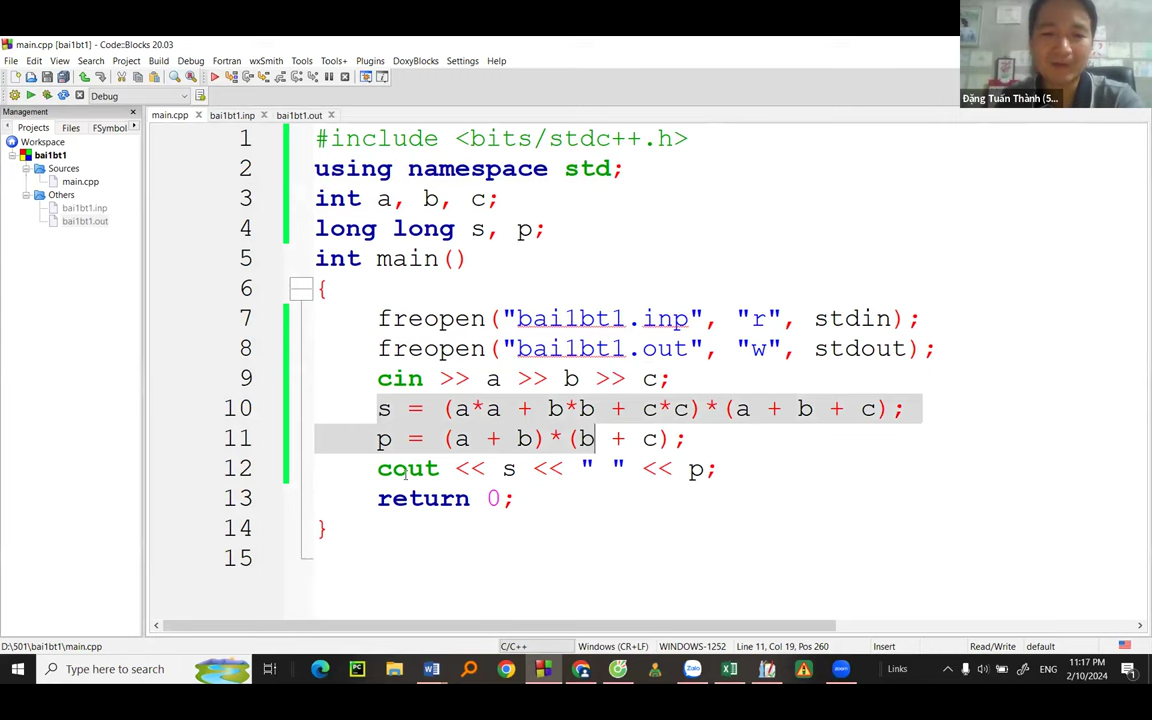 main.cpp [bai1bt1] - Code::Blocks 20.03
File Edit View Search Project Build Debug Fortran wxSmith Tools Tools+ Plugins DoxyBlocks Settings Help
Debug
Management
Projects Files FSymbol
Workspace
bai1bt1
Sources
main.cpp
Others
bai1bt1.inp
bai1bt1.out
main.cpp bai1bt1.inp bai1bt1.out
1 #include <bits/stdc++.h>
2 using namespace std;
3 int a, b, c;
4 long long s, p;
5 int main()
6 {
7 freopen("bai1bt1.inp", "r", stdin);
8 freopen("bai1bt1.out", "w", stdout);
9 cin >> a >> b >> c;
10 s = (a*a + b*b + c*c)*(a + b + c);
11 p = (a + b)*(b + c);
12 cout << s << " " << p;
13 return 0;
14 }
15
Đặng Tuấn Thành (5...
D:\501\bai1bt1\main.cpp C/C++ Windows (CR+LF) WINDOWS-1252 Line 11, Col 19, Pos 260 Insert Read/Write default
Type here to search
Links
ENG
11:17 PM
2/10/2024